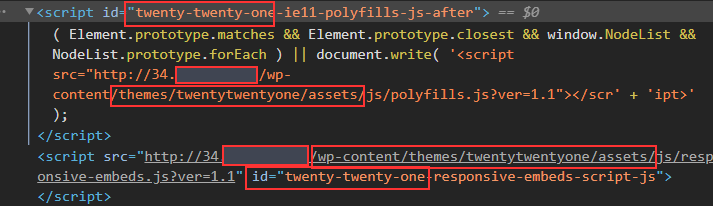 <script id="twenty-twenty-one-ie11-polyfills-js-after"> == $0
( Element.prototype.matches && Element.prototype.closest && window.NodeList &&
NodeList.prototype.forEach ) || document.write( '<script
src="http://34. /wp-
content/themes/twentytwentyone/assets/js/polyfills.js?ver=1.1"></scr' + 'ipt>'
);
</script>
<script src="http://34 /wp-content/themes/twentytwentyone/assets/js/resp
onsive-embeds.js?ver=1.1" id="twenty-twenty-one-responsive-embeds-script-js">
</script>